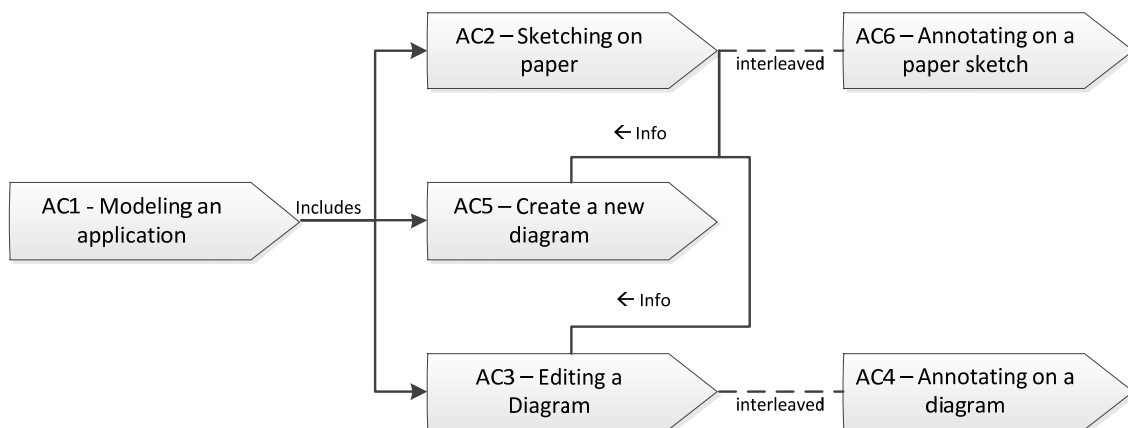 AC2 – Sketching on
paper
interleaved
AC6 – Annotating on a
paper sketch
← Info
AC1 - Modeling an
application
Includes
AC5 – Create a new
diagram
← Info
AC3 – Editing a
Diagram
interleaved
AC4 – Annotating on a
diagram